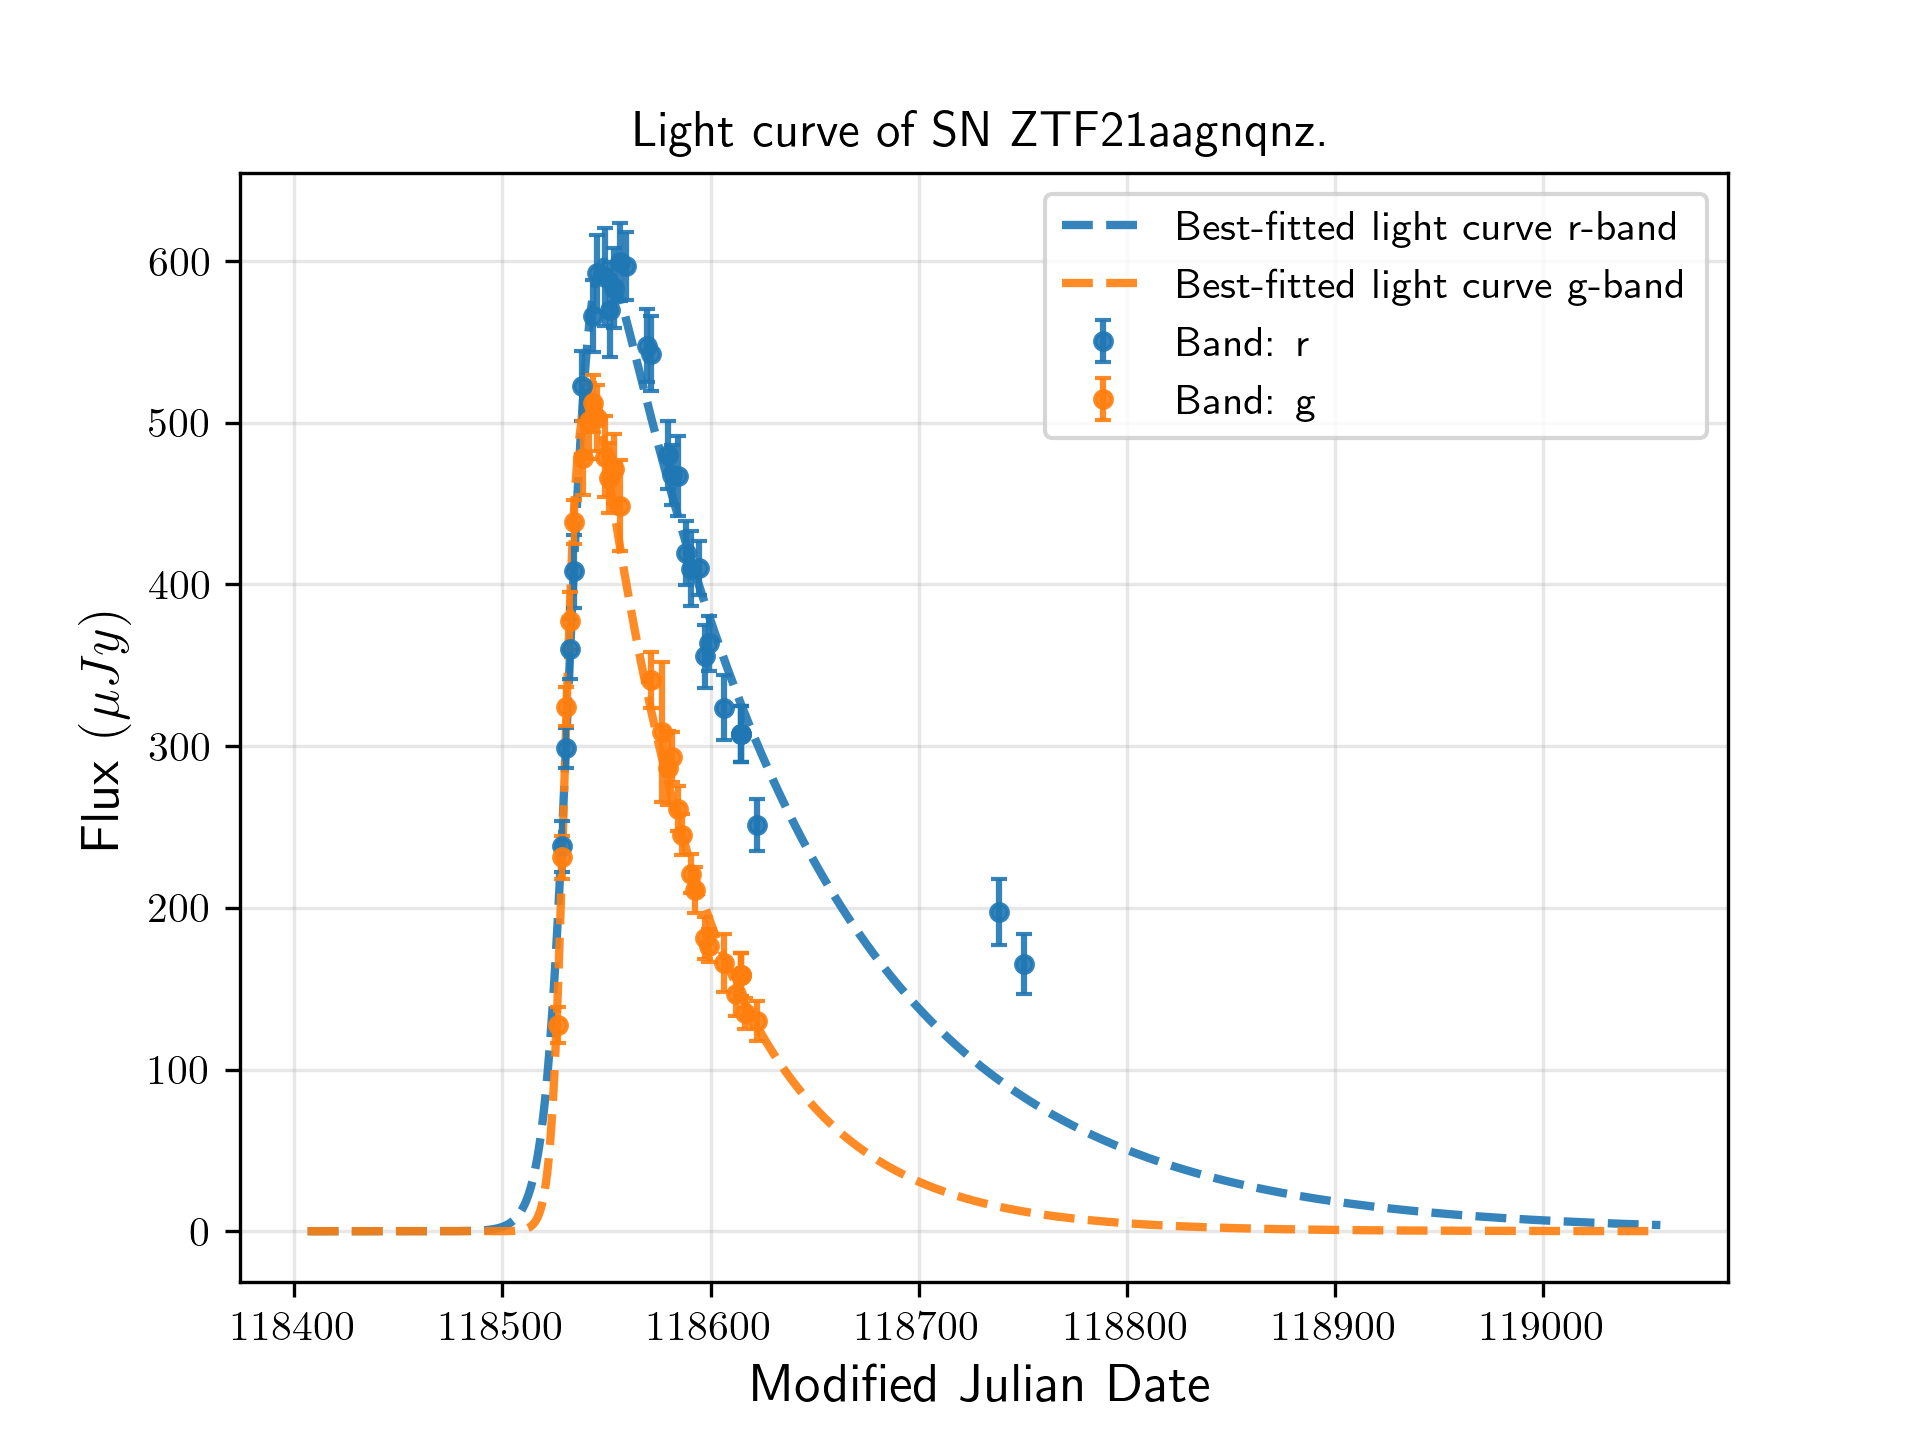 Light curve of SN ZTF21aagnqnz.
Best-fitted light curve r-band
Best-fitted light curve g-band
Band: r
Band: g
600
500
400
300
200
100
0
Flux (μJy)
118400 118500 118600 118700 118800 118900 119000
Modified Julian Date